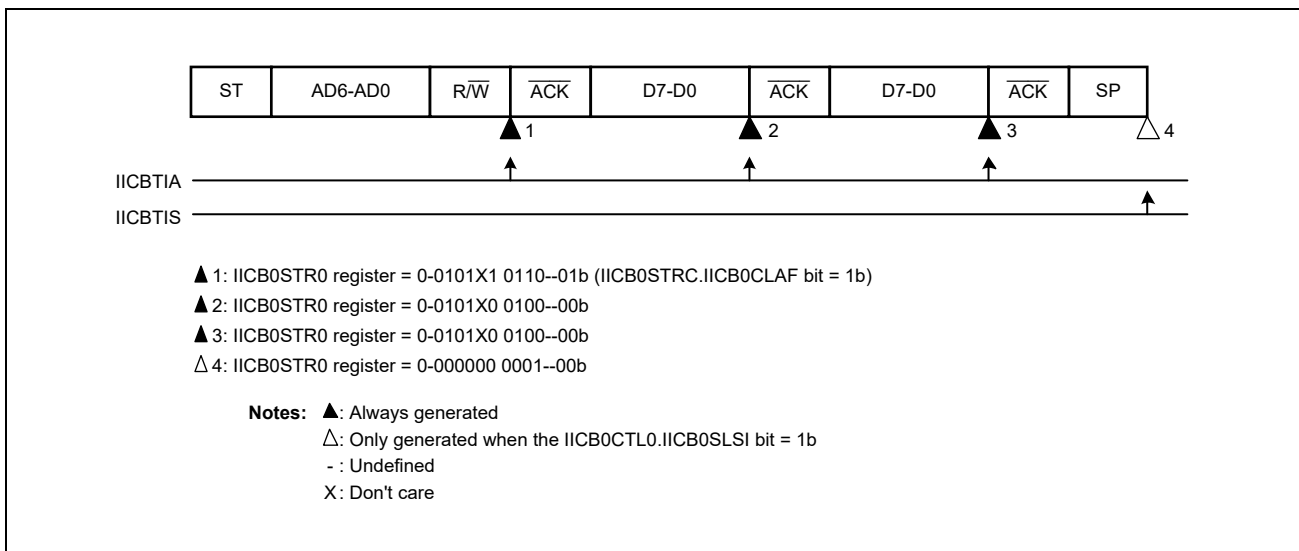 ST AD6-AD0 R/W̅ A̅C̅K̅ D7-D0 A̅C̅K̅ D7-D0 A̅C̅K̅ SP
▲ 1 ▲ 2 ▲ 3 △ 4
IICBTIA
IICBTIS
▲ 1: IICB0STR0 register = 0-0101X1 0110--01b (IICB0STRC.IICB0CLAF bit = 1b)
▲ 2: IICB0STR0 register = 0-0101X0 0100--00b
▲ 3: IICB0STR0 register = 0-0101X0 0100--00b
△ 4: IICB0STR0 register = 0-000000 0001--00b
Notes: ▲: Always generated
△: Only generated when the IICB0CTL0.IICB0SLSI bit = 1b
- : Undefined
X : Don't care